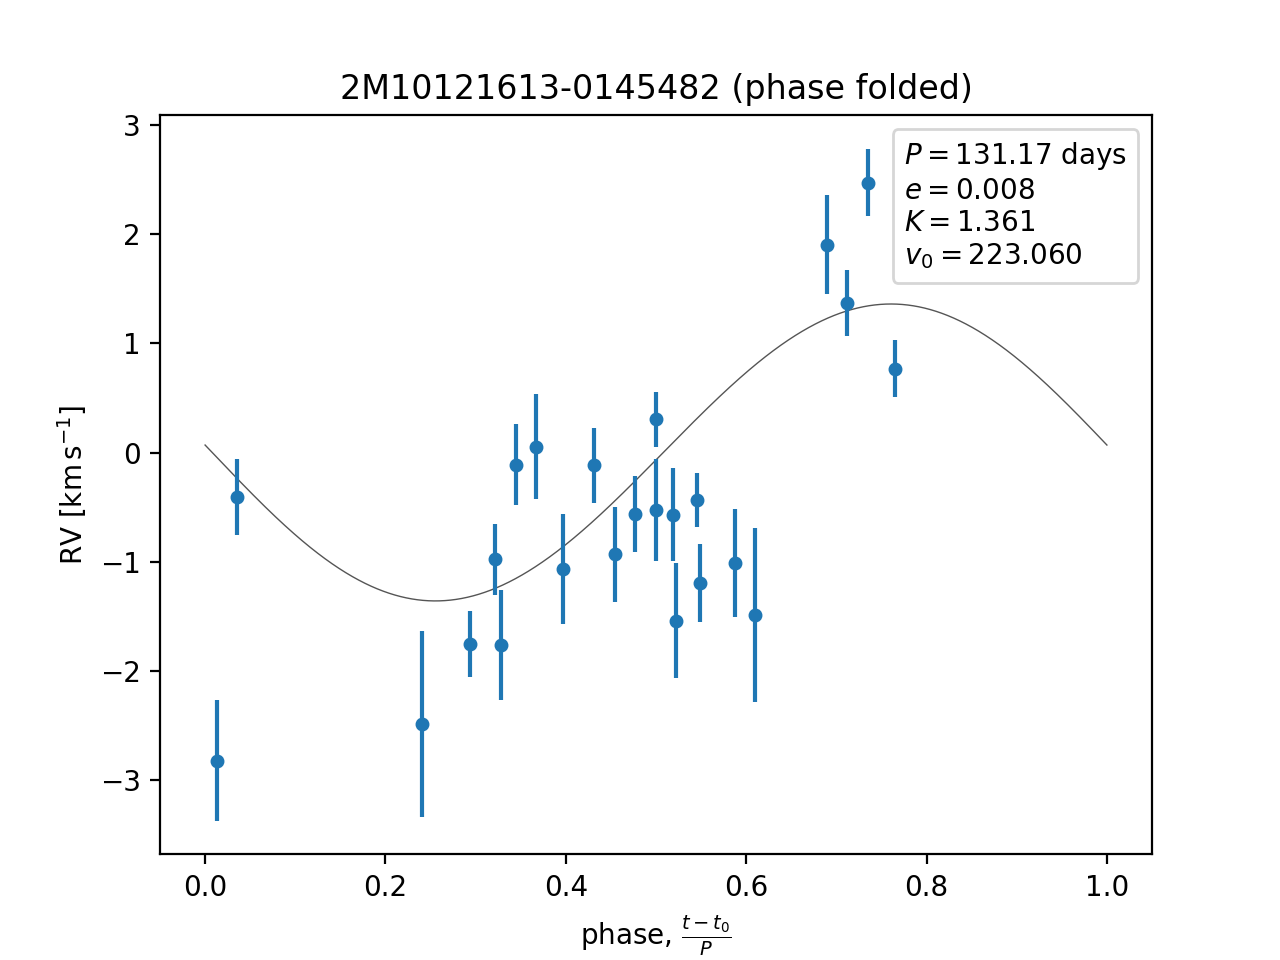 2M10121613-0145482 (phase folded)
P = 131.17 days
e = 0.008
K = 1.361
v₀ = 223.060
3
2
1
0
−1
−2
−3
RV [km s⁻¹]
0.0 0.2 0.4 0.6 0.8 1.0
phase, (t − t₀)/P